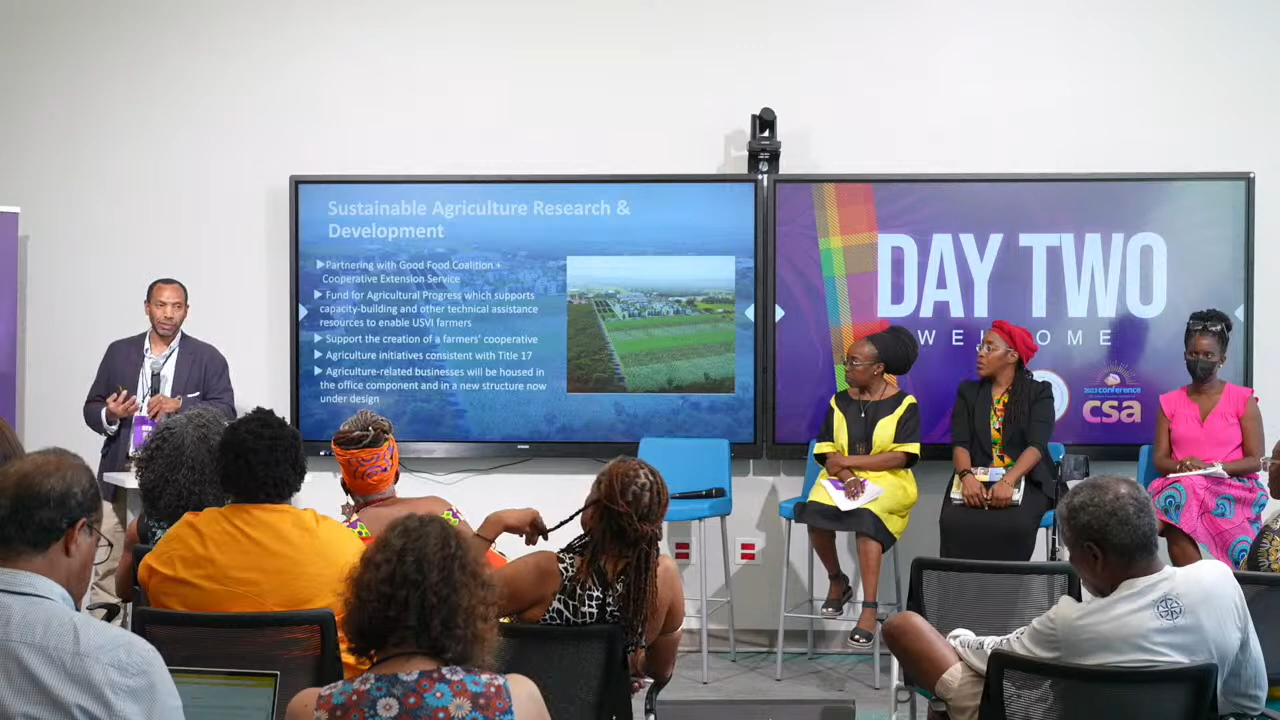 Sustainable Agriculture Research &
Development
Partnering with Good Food Coalition +
Cooperative Extension Service
Fund for Agricultural Progress which supports
capacity-building and other technical assistance
resources to enable USVI farmers
Support the creation of a farmers' cooperative
Agriculture initiatives consistent with Title 17
Agriculture-related businesses will be housed in
the office component and in a new structure now
under design
DAY TWO
WE OME
2023 conference
csa